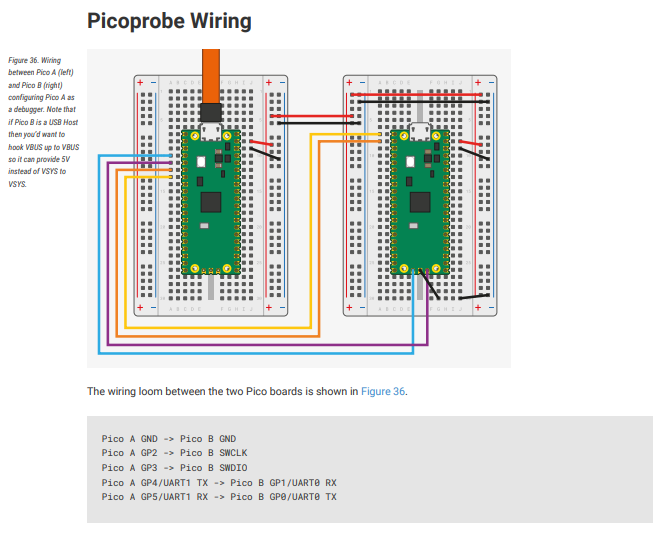 Picoprobe Wiring
Figure 36. Wiring
between Pico A (left)
and Pico B (right)
configuring Pico A as
a debugger. Note that
if Pico B is a USB Host
then you'd want to
hook VBUS up to VBUS
so it can provide 5V
instead of VSYS to
VSYS.
The wiring loom between the two Pico boards is shown in Figure 36.
Pico A GND -> Pico B GND
Pico A GP2 -> Pico B SWCLK
Pico A GP3 -> Pico B SWDIO
Pico A GP4/UART1 TX -> Pico B GP1/UART0 RX
Pico A GP5/UART1 RX -> Pico B GP0/UART0 TX